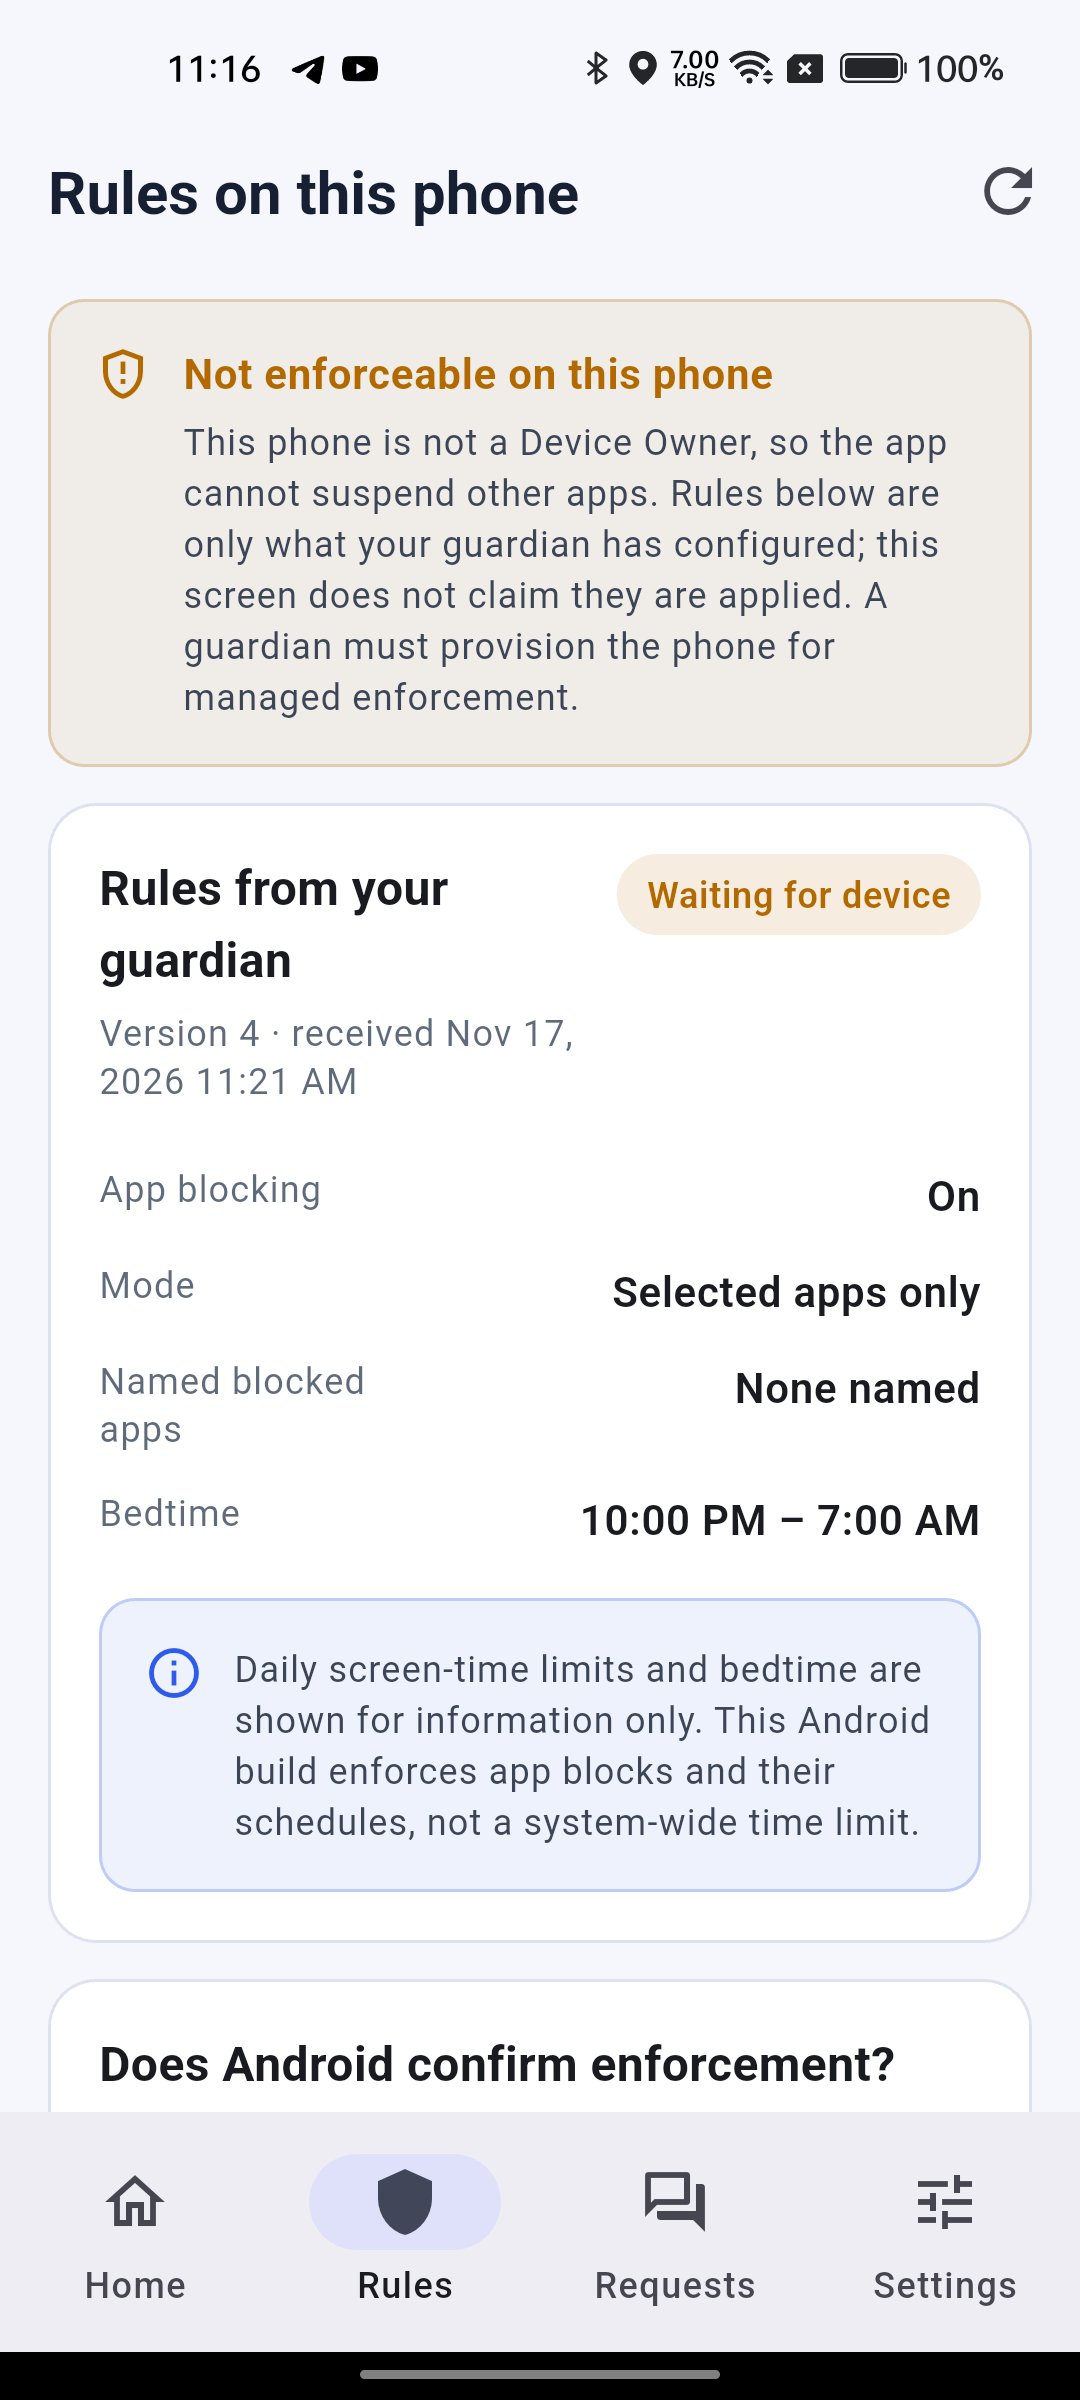 11:16
7.00
KB/S
100%
Rules on this phone
Not enforceable on this phone
This phone is not a Device Owner, so the app
cannot suspend other apps. Rules below are
only what your guardian has configured; this
screen does not claim they are applied. A
guardian must provision the phone for
managed enforcement.
Rules from your
guardian
Waiting for device
Version 4 · received Nov 17,
2026 11:21 AM
App blocking
On
Mode
Selected apps only
Named blocked
apps
None named
Bedtime
10:00 PM – 7:00 AM
Daily screen-time limits and bedtime are
shown for information only. This Android
build enforces app blocks and their
schedules, not a system-wide time limit.
Does Android confirm enforcement?
Home
Rules
Requests
Settings